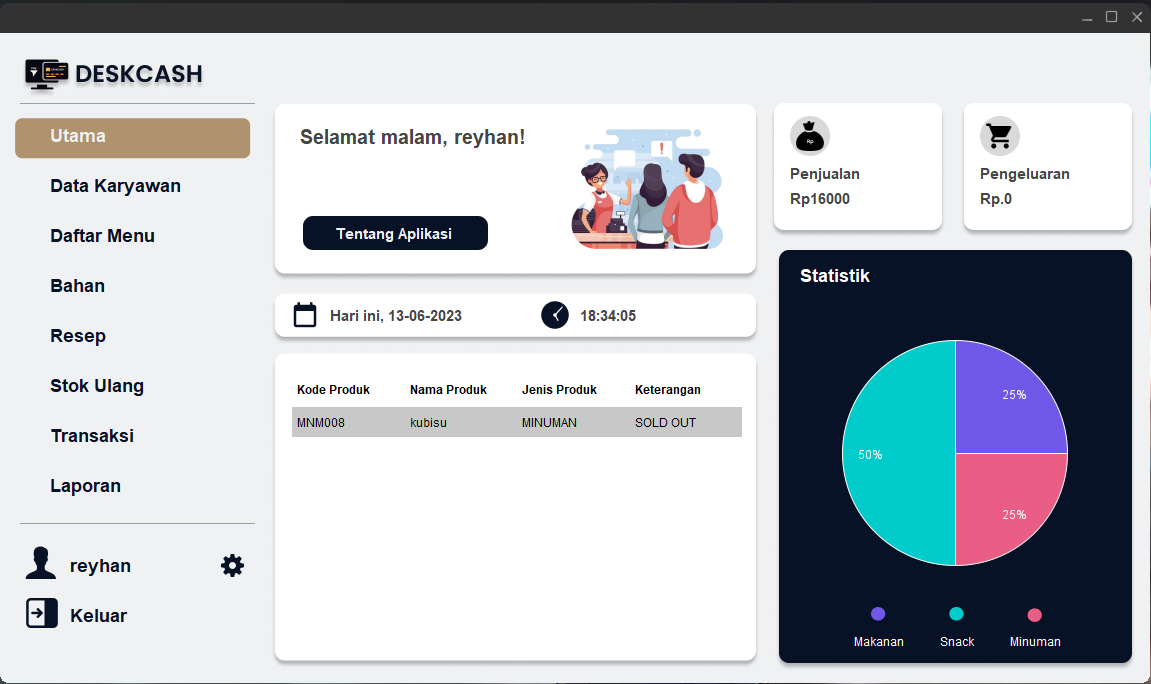 DESKCASH
Utama
Data Karyawan
Daftar Menu
Bahan
Resep
Stok Ulang
Transaksi
Laporan
reyhan
Keluar
Selamat malam, reyhan!
Tentang Aplikasi
Hari ini, 13-06-2023
18:34:05
Kode Produk Nama Produk Jenis Produk Keterangan
MNM008 kubisu MINUMAN SOLD OUT
Rp
Penjualan
Rp16000
Pengeluaran
Rp.0
Statistik
25%
50%
25%
Makanan Snack Minuman